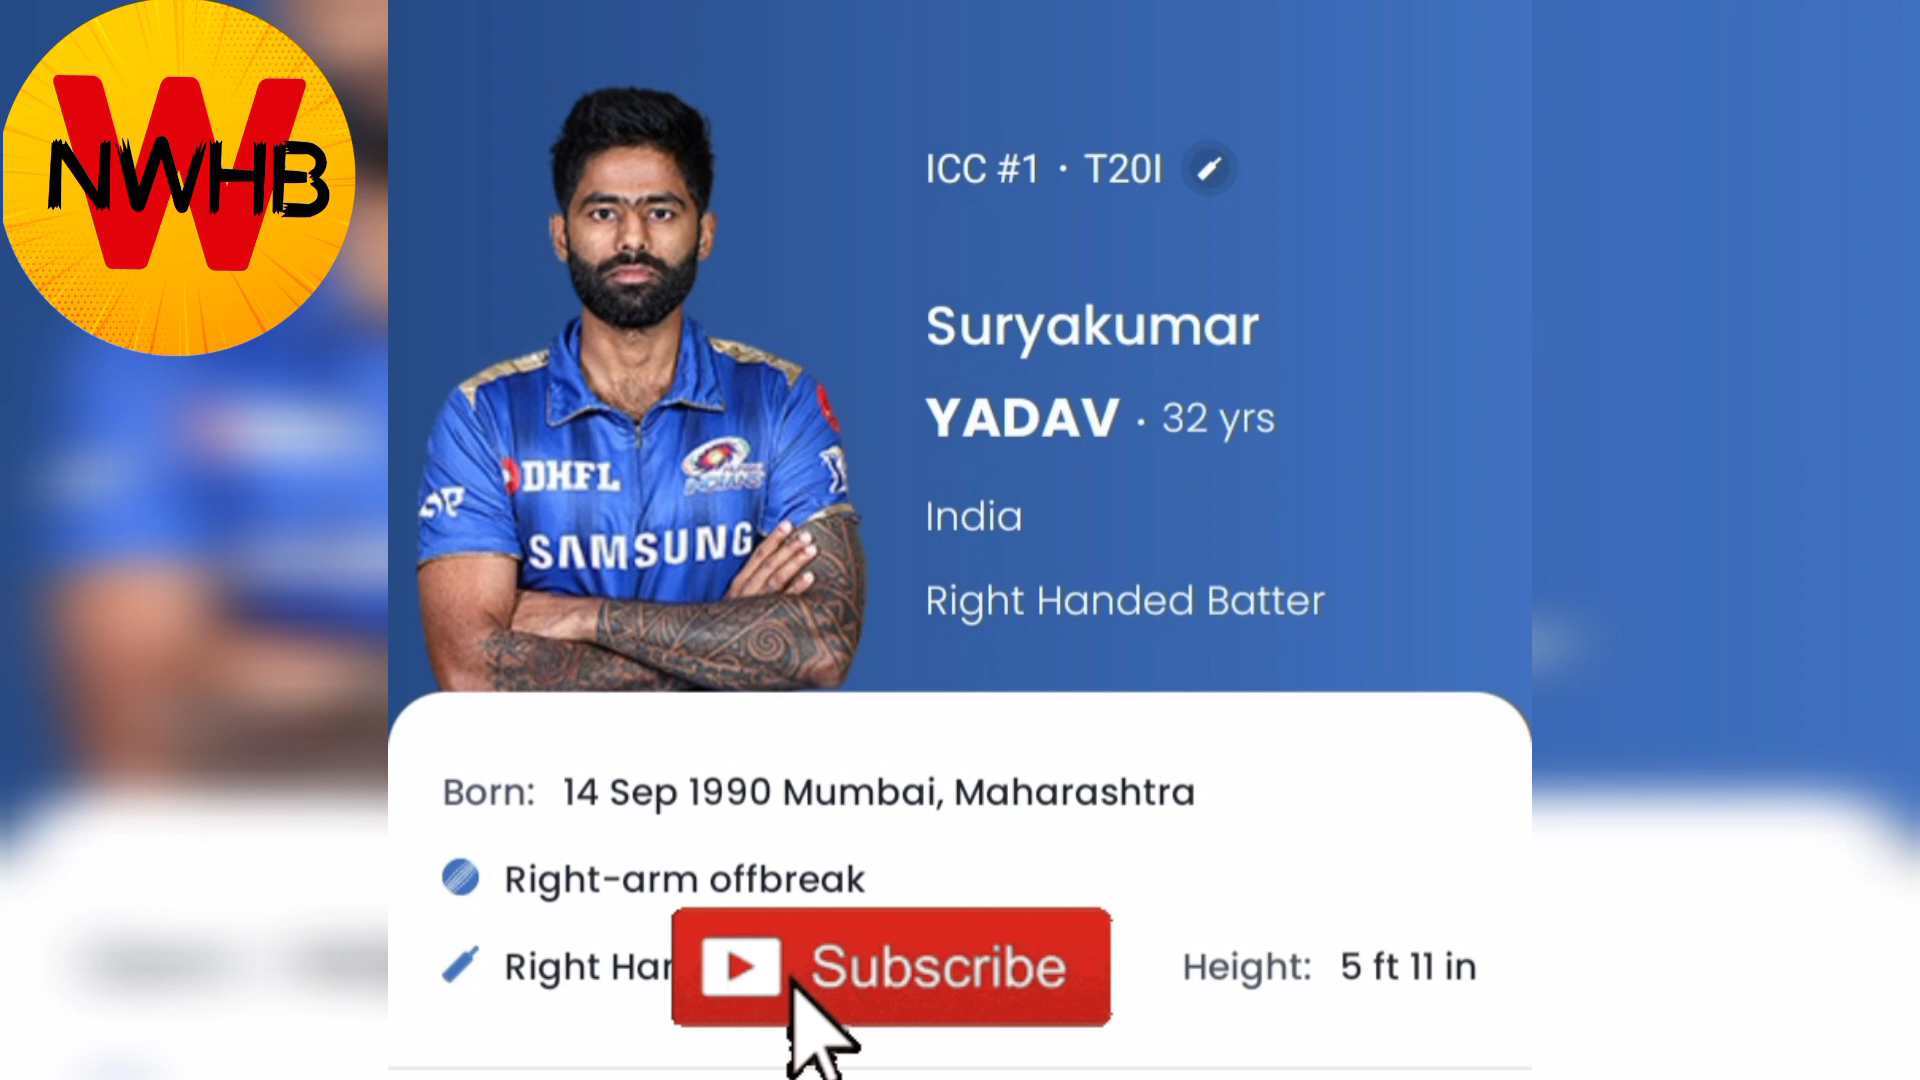 W
NWHB
ICC #1 · T20I
Suryakumar
YADAV · 32 yrs
India
Right Handed Batter
DHFL
SAMSUNG
Born: 14 Sep 1990 Mumbai, Maharashtra
Right-arm offbreak
Right Har
Subscribe
Height: 5 ft 11 in